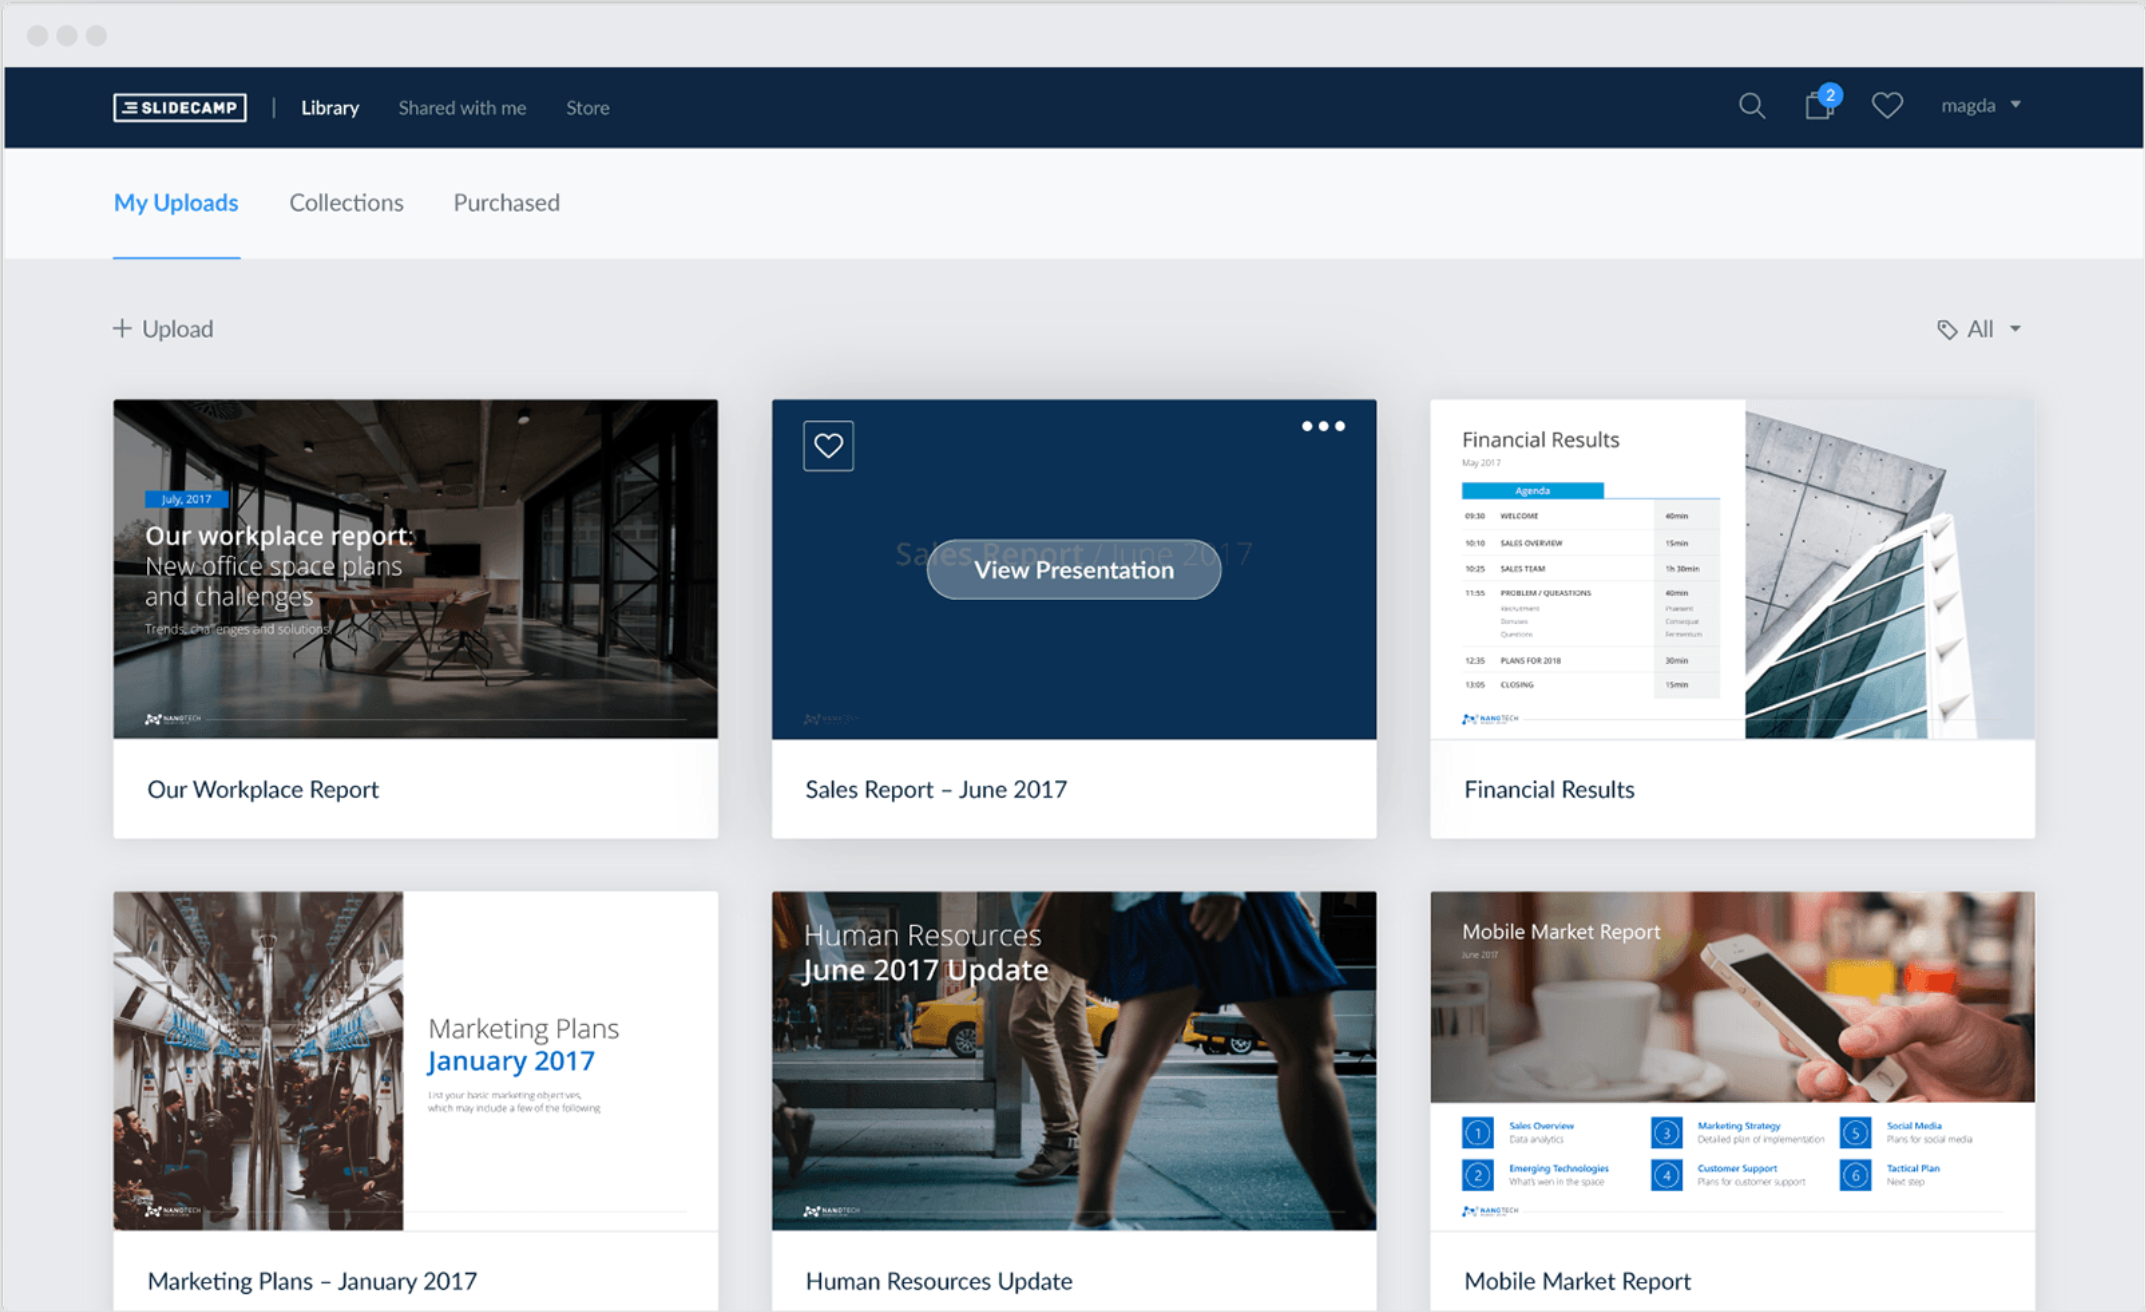 SLIDECAMP
Library
Shared with me
Store
2
magda
My Uploads
Collections
Purchased
+ Upload
All
July, 2017
Our workplace report:
New office space plans
and challenges
Trends, challenges and solutions
NANOTECH
Our Workplace Report
Sales Report / June 2017
View Presentation
NANOTECH
Sales Report – June 2017
Financial Results
May 2017
Agenda
09:30 WELCOME 40min
10:10 SALES OVERVIEW 15min
10:25 SALES TEAM 1h 30min
11:55 PROBLEM / QUEASTIONS 40min
Recruitment Praesent
Bonuses Consequat
Questions Fermentum
12:35 PLANS FOR 2018 30min
13:05 CLOSING 15min
NANOTECH
Financial Results
Marketing Plans
January 2017
List your basic marketing objectives,
which may include a few of the following
NANOTECH
Marketing Plans – January 2017
Human Resources
June 2017 Update
NANOTECH
Human Resources Update
Mobile Market Report
June 2017
1 Sales Overview
Data analytics
3 Marketing Strategy
Detailed plan of implementation
5 Social Media
Plans for social media
2 Emerging Technologies
What's wen in the space
4 Customer Support
Plans for customer support
6 Tactical Plan
Next step
NANOTECH
Mobile Market Report